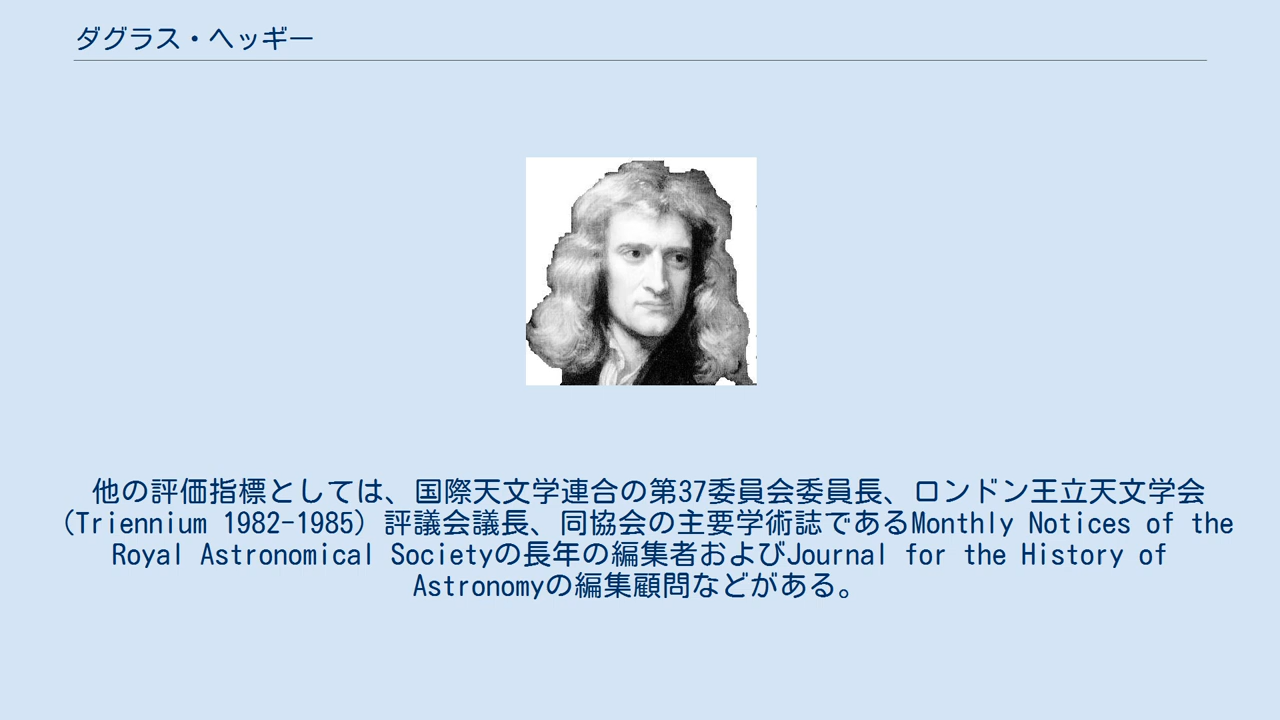 ダグラス・ヘッギー
他の評価指標としては、国際天文学連合の第37委員会委員長、ロンドン王立天文学会
(Triennium 1982-1985) 評議会議長、同協会の主要学術誌であるMonthly Notices of the
Royal Astronomical Societyの長年の編集者およびJournal for the History of
Astronomyの編集顧問などがある。